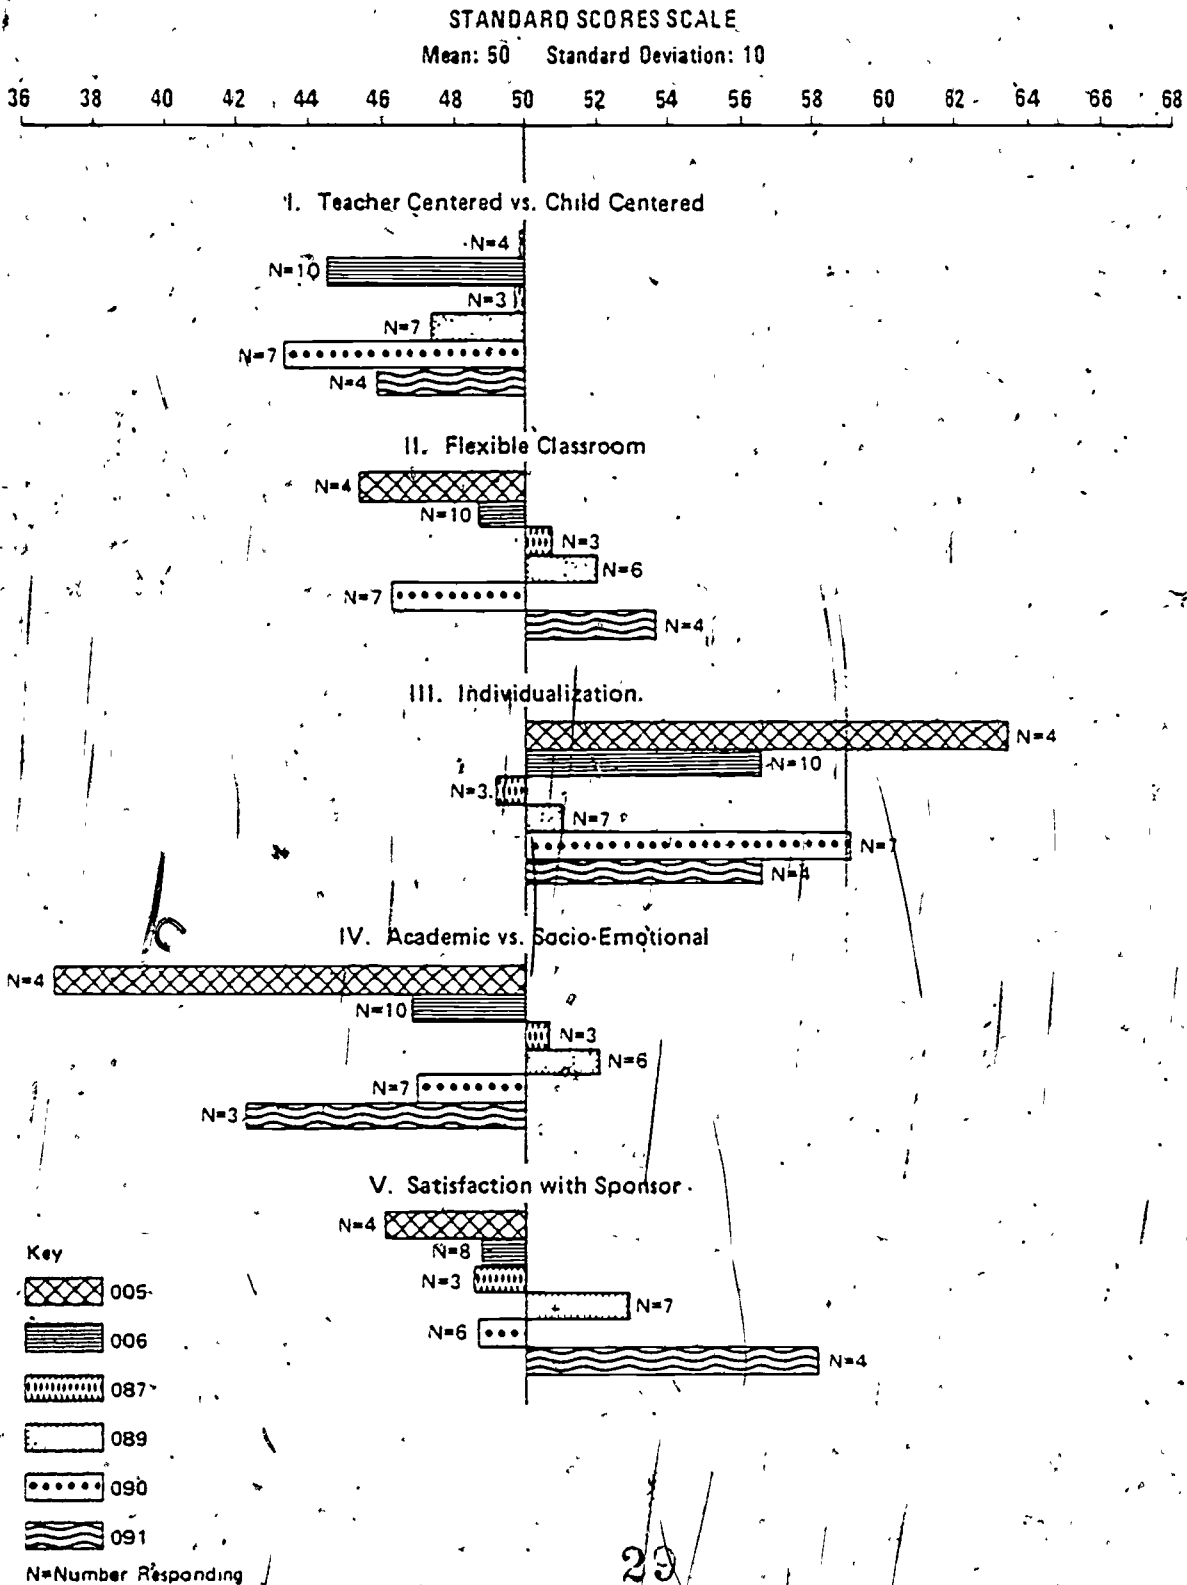 STANDARD SCORES SCALE
Mean: 50 Standard Deviation: 10
36 38 40 42 44 46 48 50 52 54 56 58 60 62 64 66 68
I. Teacher Centered vs. Child Centered
N=4
N=10
N=3
N=7
N=7
N=4
II. Flexible Classroom
N=4
N=10
N=3
N=6
N=7
N=4
III. Individualization
N=4
N=10
N=3
N=7
N=7
N=4
IV. Academic vs. Socio-Emotional
N=4
N=10
N=3
N=6
N=7
N=3
V. Satisfaction with Sponsor
N=4
N=8
N=3
N=7
N=6
N=4
Key
005
006
087
089
090
091
N=Number Responding
29